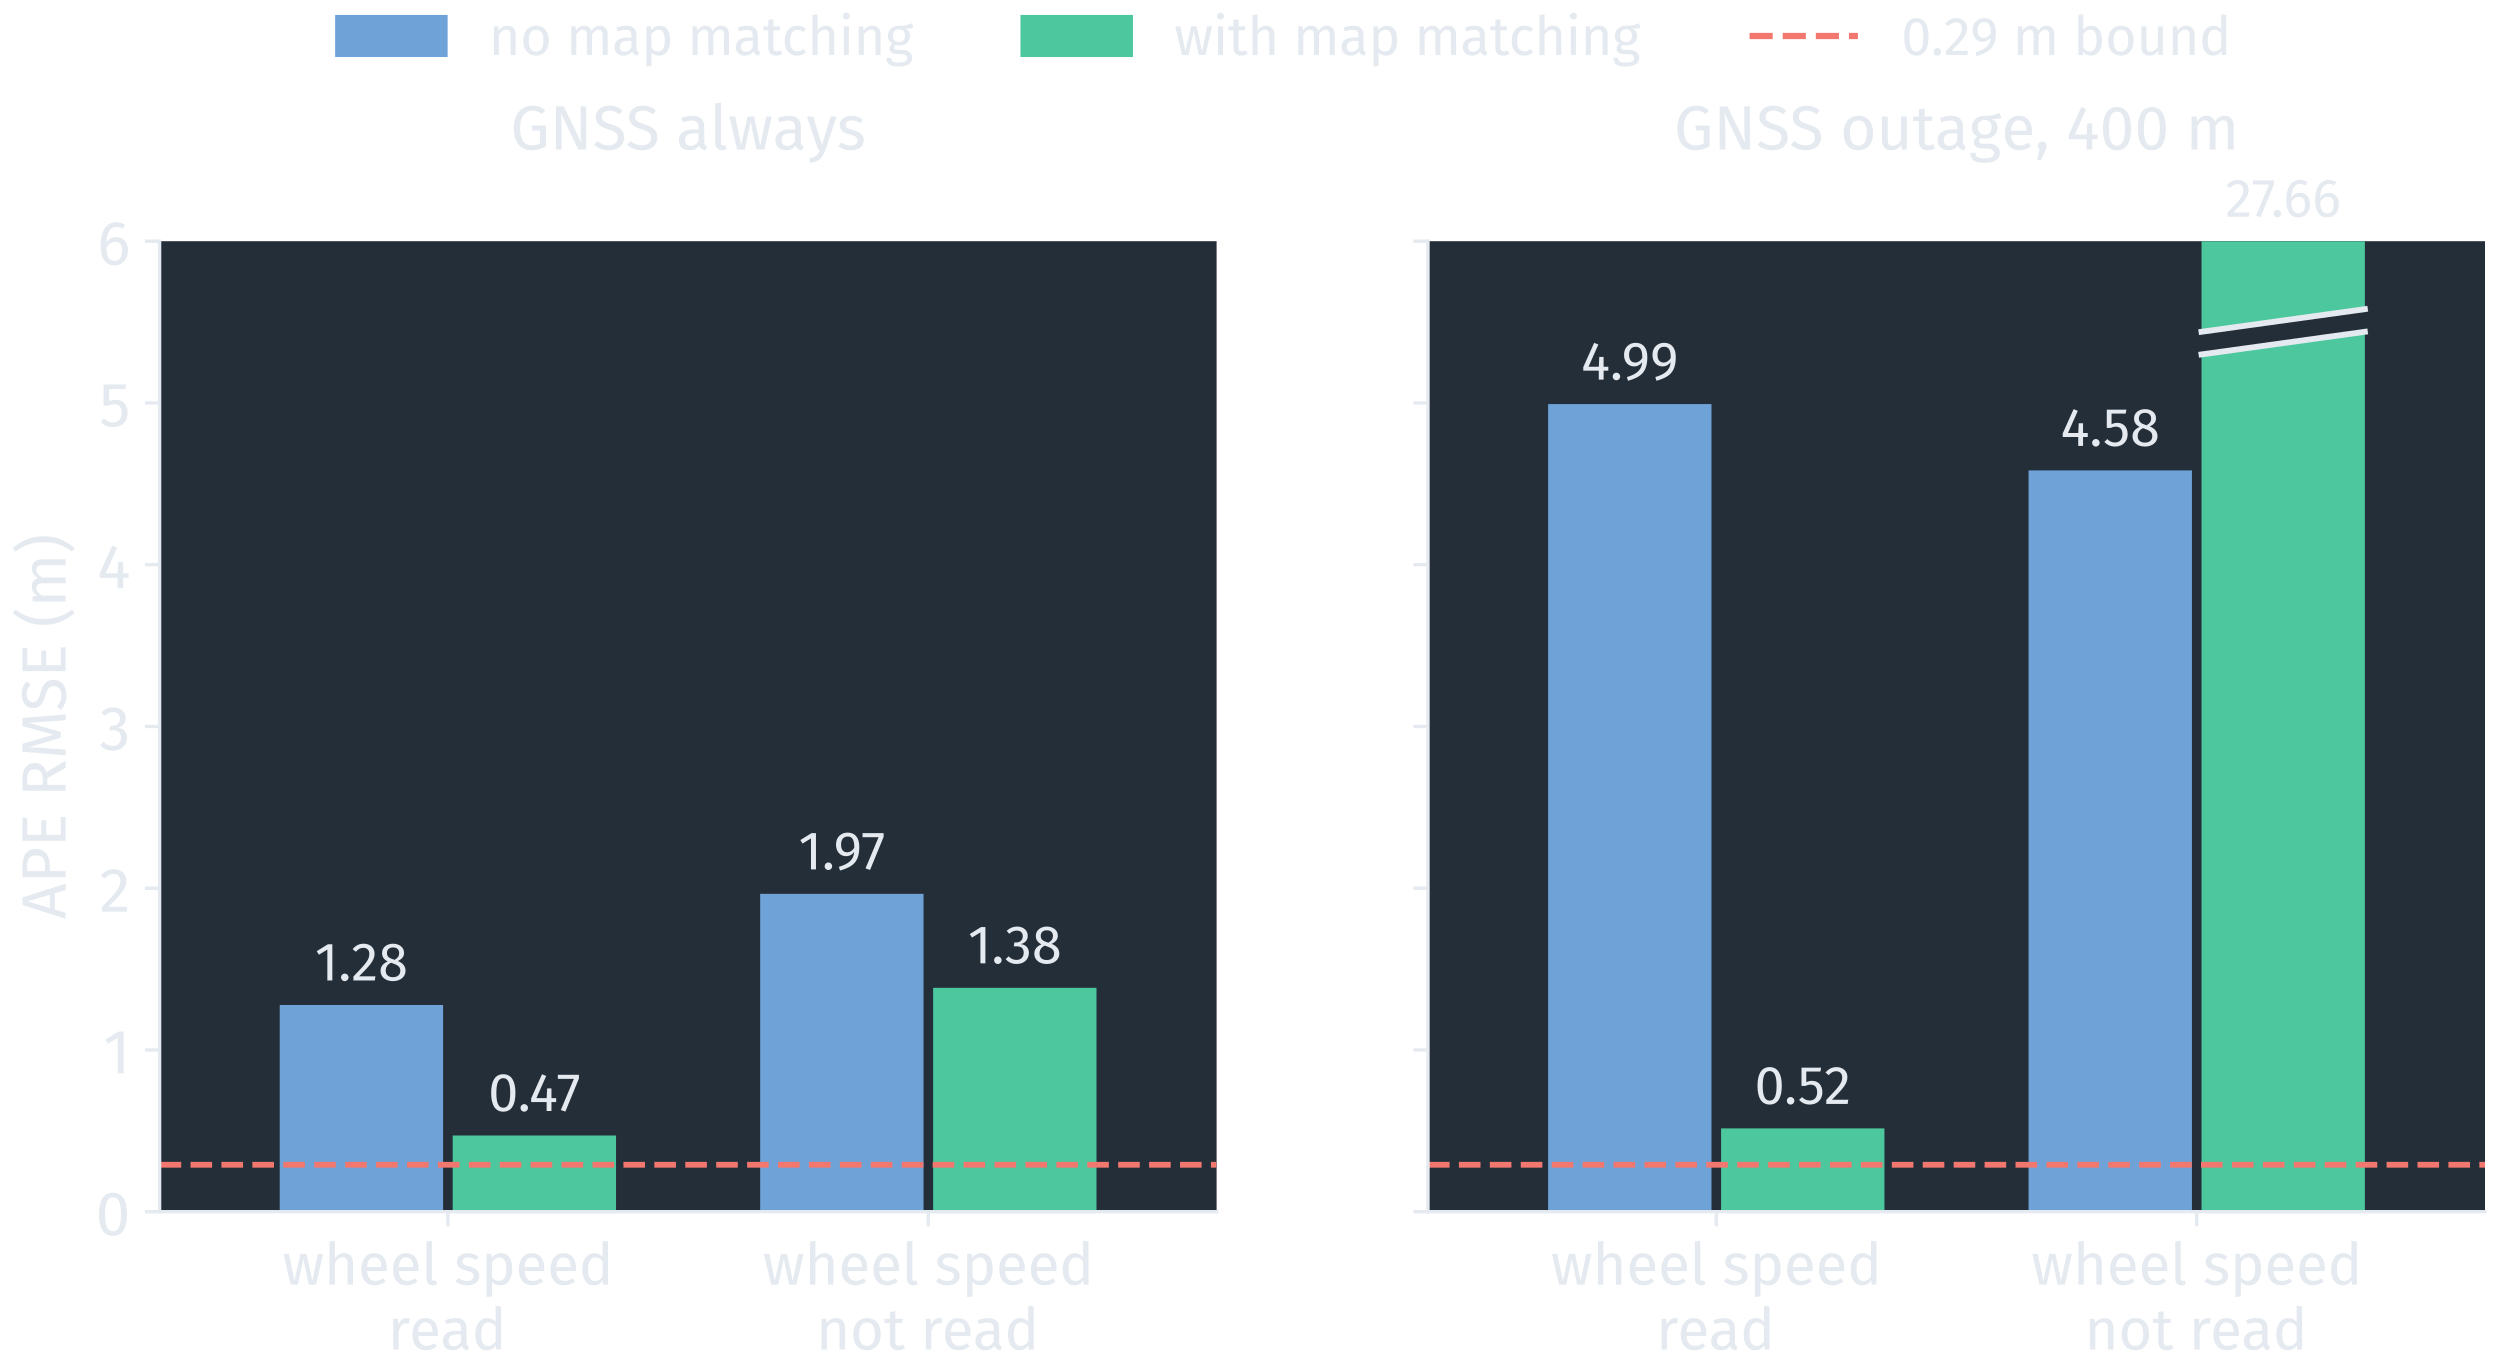 no map matching
with map matching
0.29 m bound
GNSS always
GNSS outage, 400 m
27.66
6
5
4
3
2
1
0
APE RMSE (m)
1.28
0.47
1.97
1.38
4.99
0.52
4.58
wheel speed
read
wheel speed
not read
wheel speed
read
wheel speed
not read